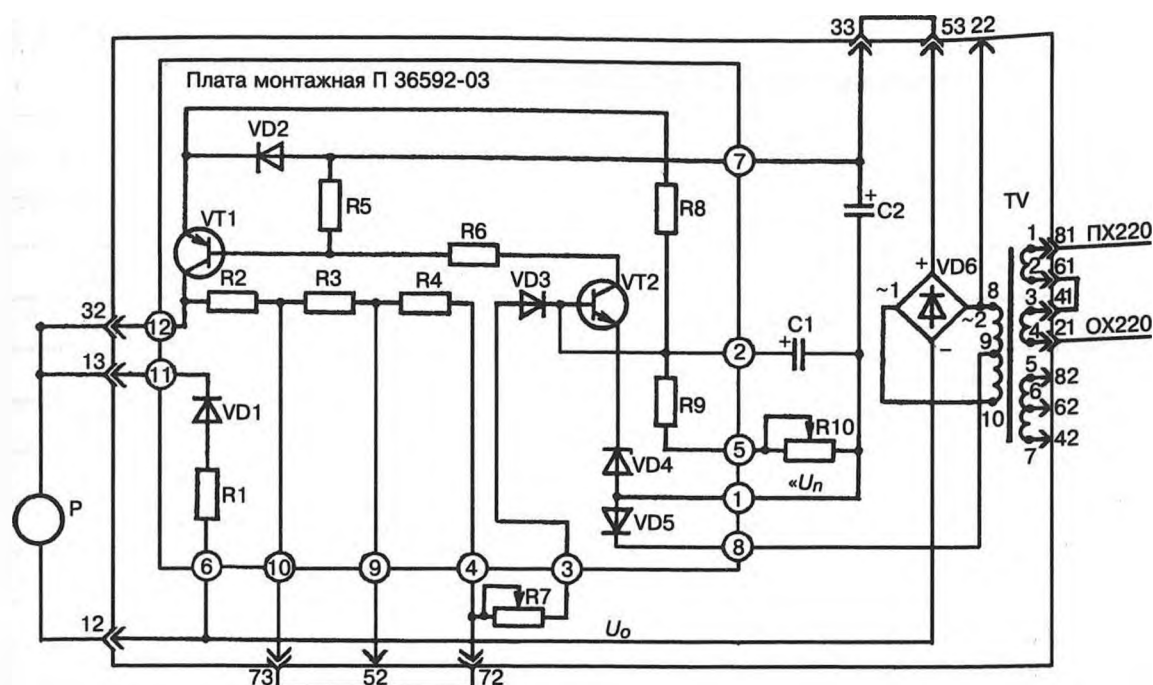 33 53 22
Плата монтажная П 36592-03
VD2
7
R5
R8
+
C2
TV
VT1
R6
1 81 ПХ220
2 61
3 41
4 21 ОХ220
+
VD6
~1
~2
8
9
10
−
R2
R3
R4
VD3
VT2
32
12
13
11
C1
+
2
5 82
6 62
7 42
VD1
R9
5
R10
VD4
«Uп
1
R1
P
VD5
8
6
10
9
4
3
R7
12
Uо
73
52
72